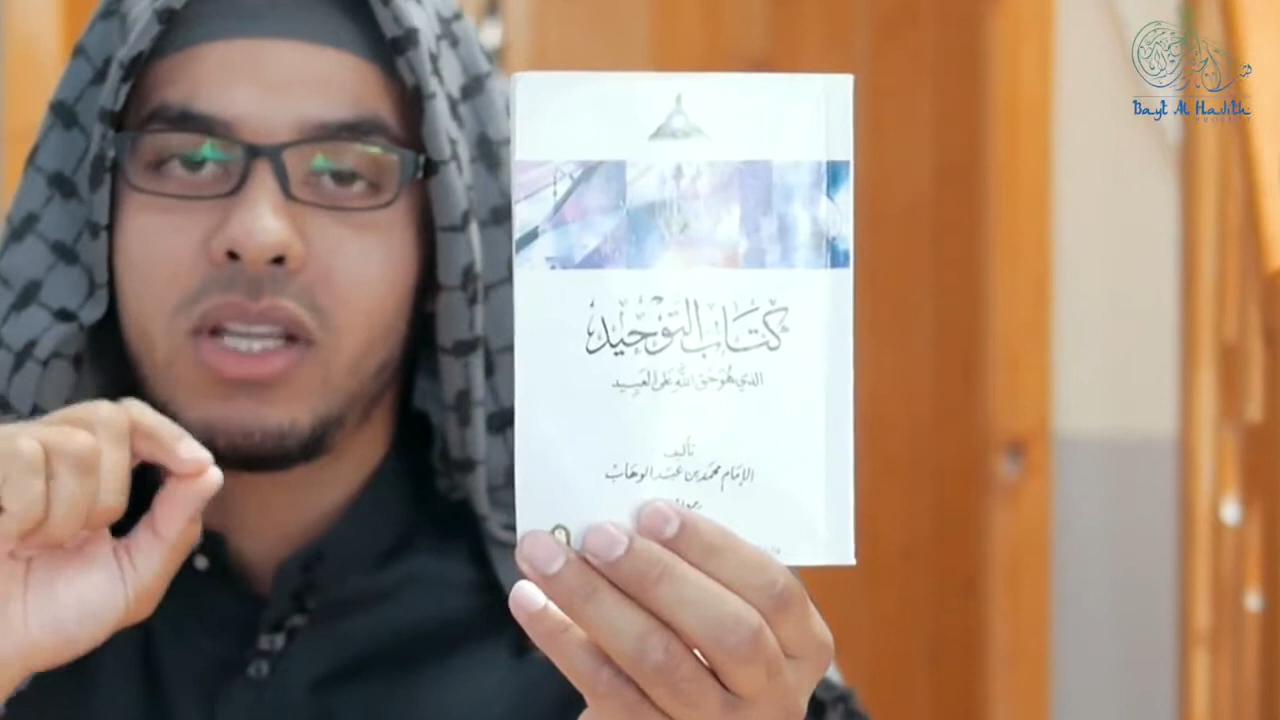 كتاب التوحيد
الذي هو حق الله على العبيد
تأليف
الإمام محمد بن عبد الوهاب
Bayt Al Hadith